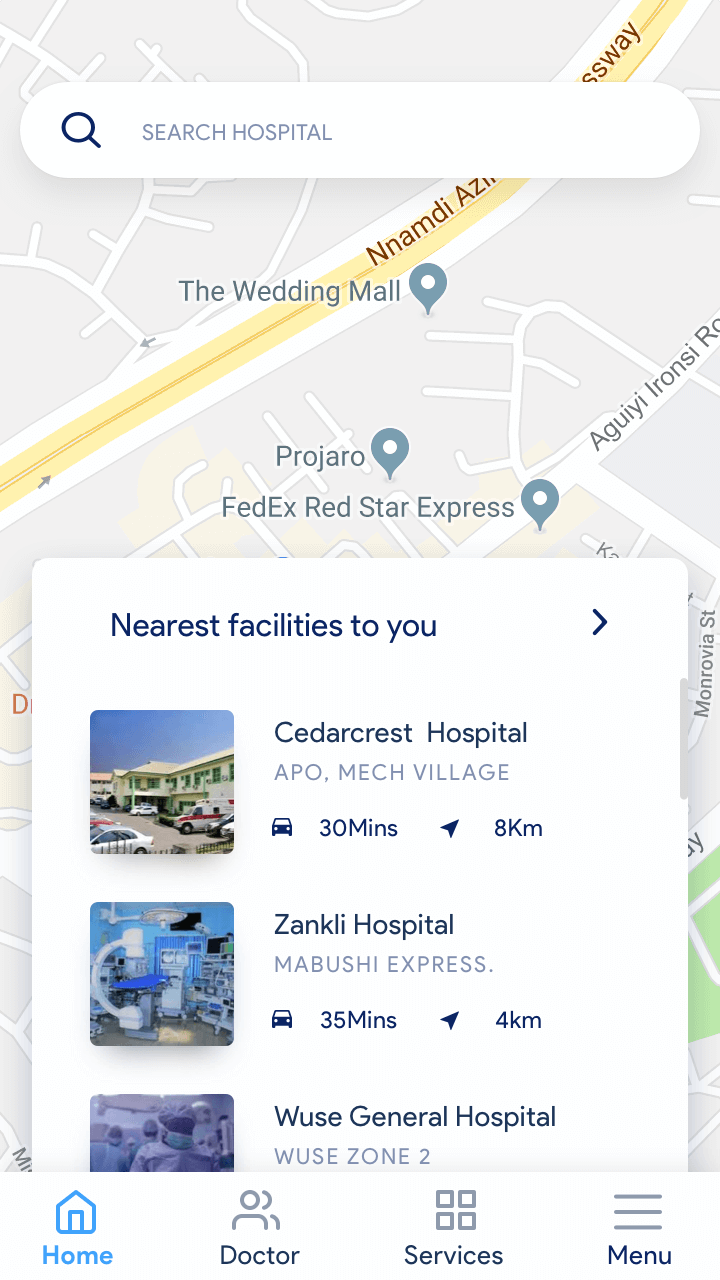 ssway
SEARCH HOSPITAL
Nnamdi Azi
The Wedding Mall
Aguiyi Ironsi Ro
Projaro
FedEx Red Star Express
Nearest facilities to you
Monrovia St
Cedarcrest Hospital
APO, MECH VILLAGE
30Mins 8Km
Zankli Hospital
MABUSHI EXPRESS.
35Mins 4km
Wuse General Hospital
WUSE ZONE 2
Home Doctor Services Menu